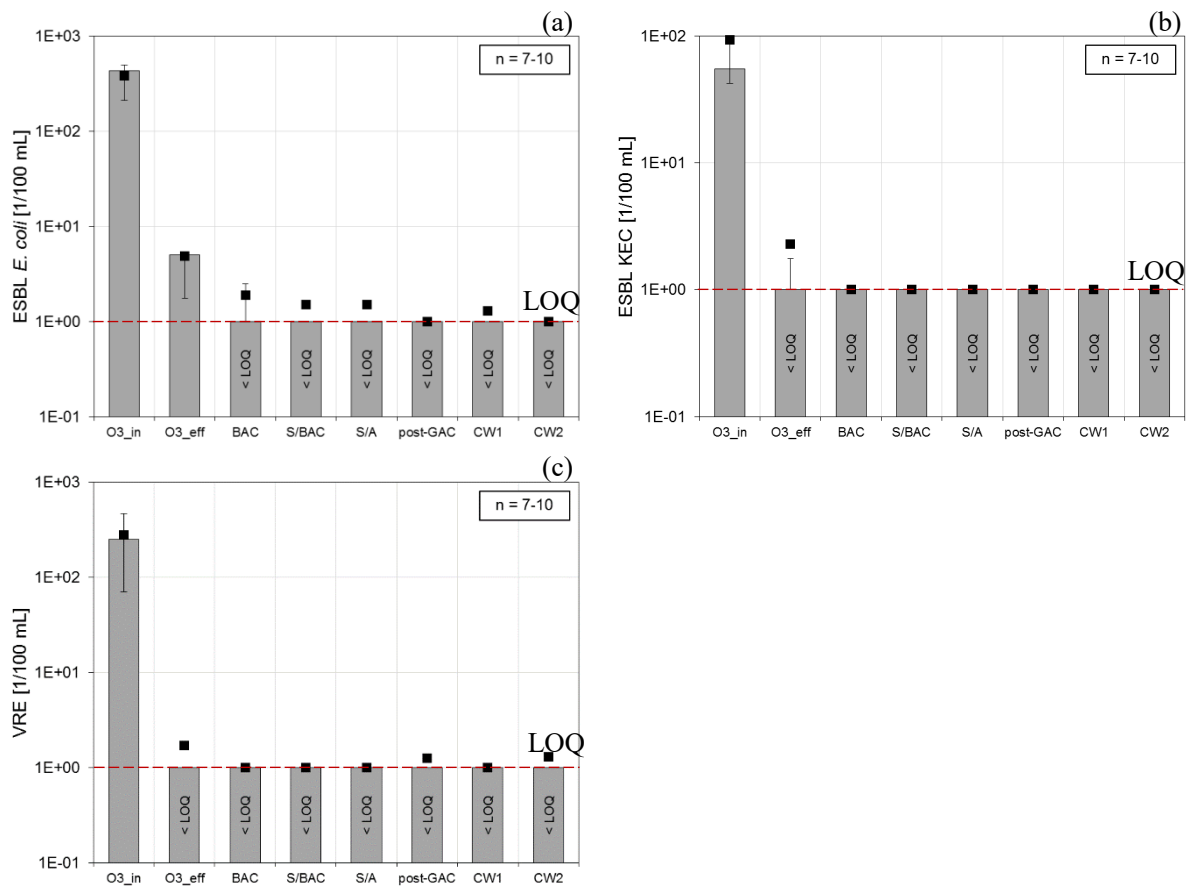 (a)
1E+03
1E+02
1E+01
1E+00
1E-01
ESBL E. coli [1/100 mL]
n = 7-10
LOQ
< LOQ
< LOQ
< LOQ
< LOQ
< LOQ
< LOQ
O3_in O3_eff BAC S/BAC S/A post-GAC CW1 CW2
(b)
1E+02
1E+01
1E+00
1E-01
ESBL KEC [1/100 mL]
n = 7-10
LOQ
< LOQ
< LOQ
< LOQ
< LOQ
< LOQ
< LOQ
< LOQ
O3_in O3_eff BAC S/BAC S/A post-GAC CW1 CW2
(c)
1E+03
1E+02
1E+01
1E+00
1E-01
VRE [1/100 mL]
n = 7-10
LOQ
< LOQ
< LOQ
< LOQ
< LOQ
< LOQ
< LOQ
< LOQ
O3_in O3_eff BAC S/BAC S/A post-GAC CW1 CW2